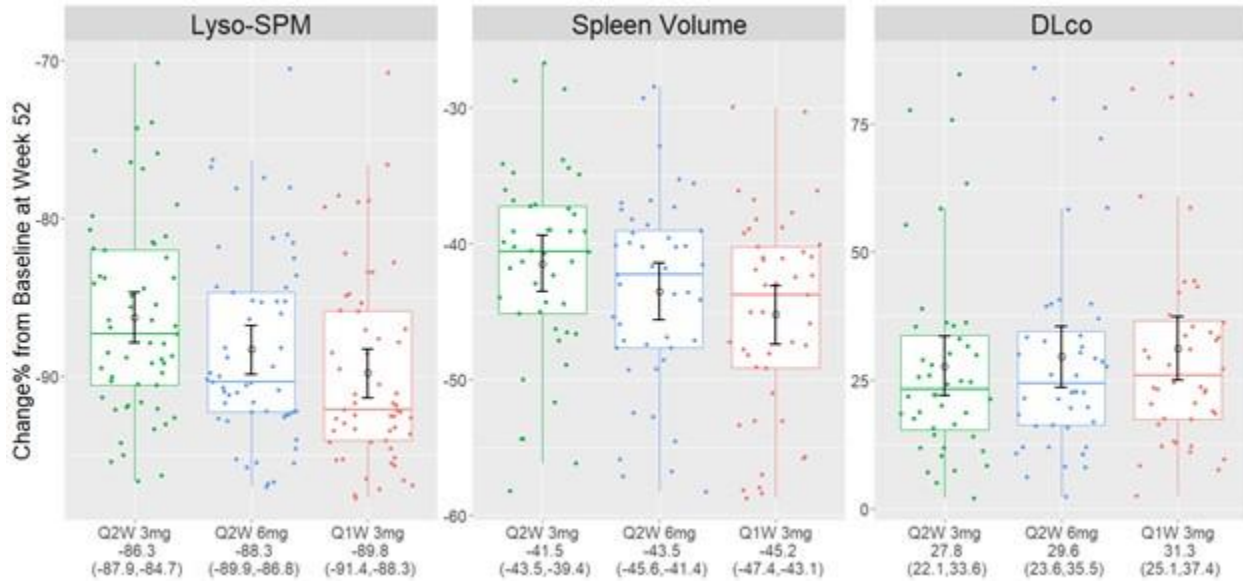 Lyso-SPM
Spleen Volume
DLco
Change% from Baseline at Week 52
-70
-80
-90
-30
-40
-50
-60
75
50
25
0
Q2W 3mg Q2W 6mg Q1W 3mg
-86.3 -88.3 -89.8
(-87.9,-84.7) (-89.9,-86.8) (-91.4,-88.3)
Q2W 3mg Q2W 6mg Q1W 3mg
-41.5 -43.5 -45.2
(-43.5,-39.4) (-45.6,-41.4) (-47.4,-43.1)
Q2W 3mg Q2W 6mg Q1W 3mg
27.8 29.6 31.3
(22.1,33.6) (23.6,35.5) (25.1,37.4)